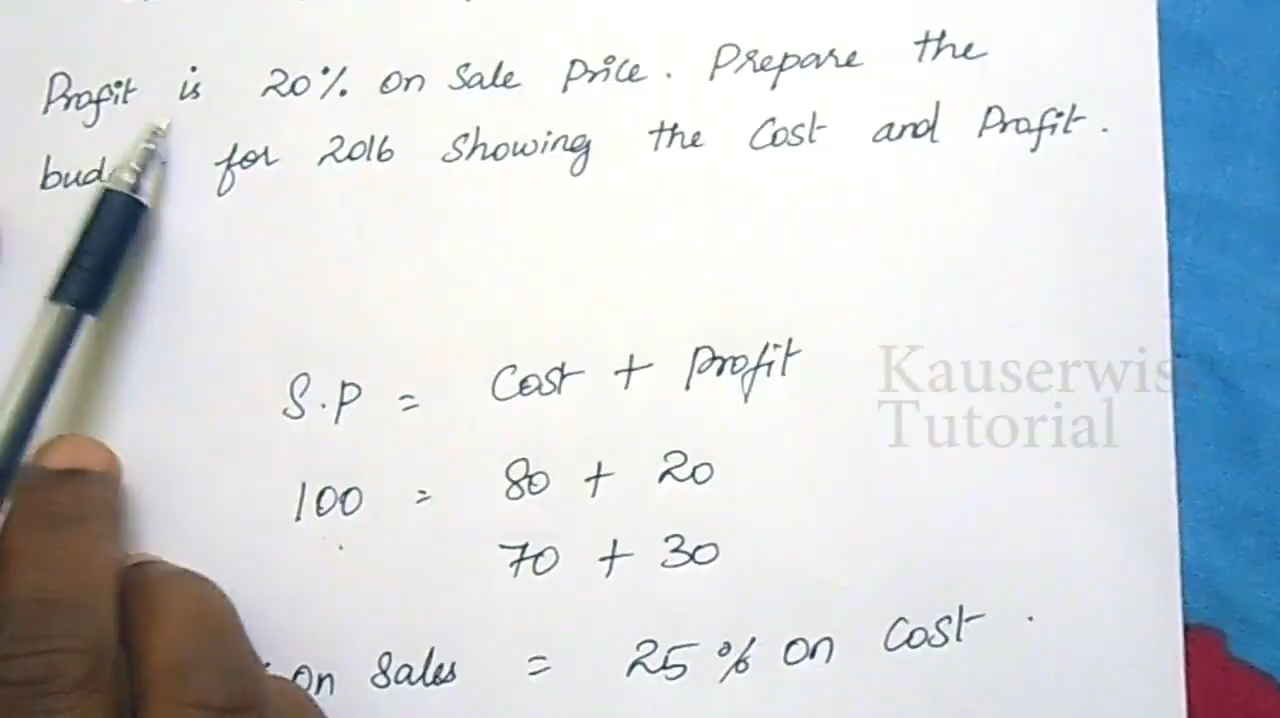 Profit is 20% on Sale Price. Prepare the
for 2016 Showing the Cost and Profit.
S.P = Cost + Profit
100 = 80 + 20
70 + 30
on Sales = 25% on Cost.
Kauserwis
Tutorial